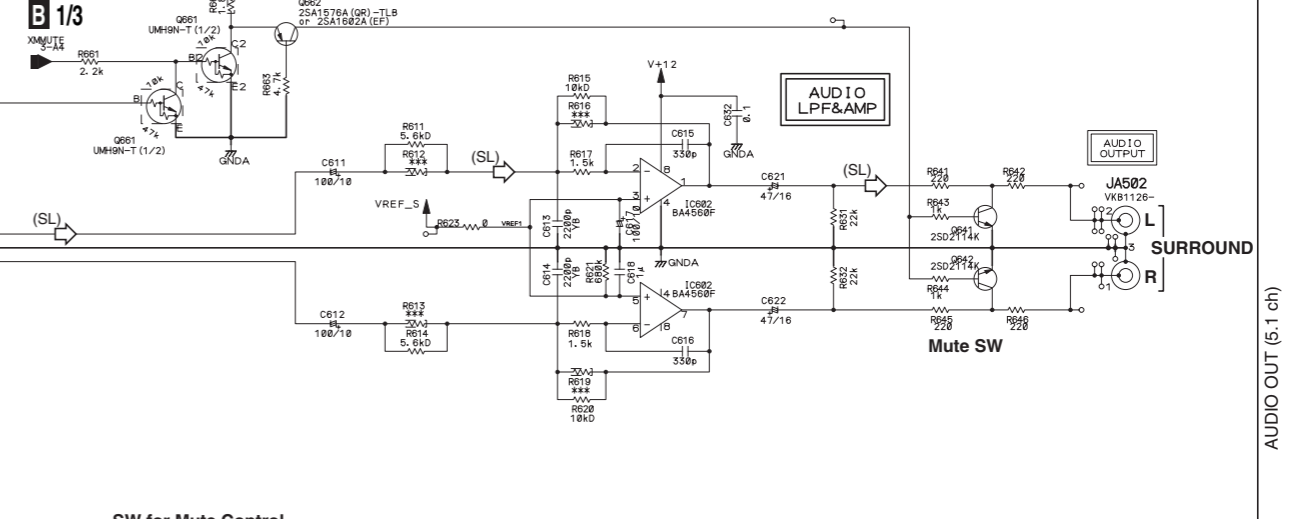 B 1/3
Q662
2SA1576A(QR)-TLB
or 2SA1602A(EF)
Q661
UMH9N-T(1/2)
10k
C2
B2
E2
47k
XMMUTE
3-A4
R661
2.2k
R663
4.7k
10k
B
C
E
47k
Q661
UMH9N-T(1/2)
GNDA
V+12
R615
10kD
R616
***
C632
0.1
GNDA
AUDIO
LPF&AMP
AUDIO
OUTPUT
R611
5.6kD
R612
***
C611
100/10
(SL)
R617
1.5k
C615
330p
2
3
8
4
1
IC602
BA4560F
C621
47/16
(SL)
R641
220
R642
220
JA502
VKB1126-
R643
1k
Q641
2SD2114K
2
L
3
SURROUND
(SL)
VREF_S
R623
0
VREF1
C613
2200p
YB
C617
100/10
R631
22k
C614
2200p
YB
R621
680k
C618
1μ
GNDA
R632
22k
Q642
2SD2114K
R644
1k
R
1
IC602
BA4560F
5
6
4
8
7
C612
100/10
R613
***
R614
5.6kD
R618
1.5k
C616
330p
C622
47/16
R645
220
R646
220
Mute SW
R619
***
R620
10kD
AUDIO OUT (5.1 ch)
SW for Mute Control